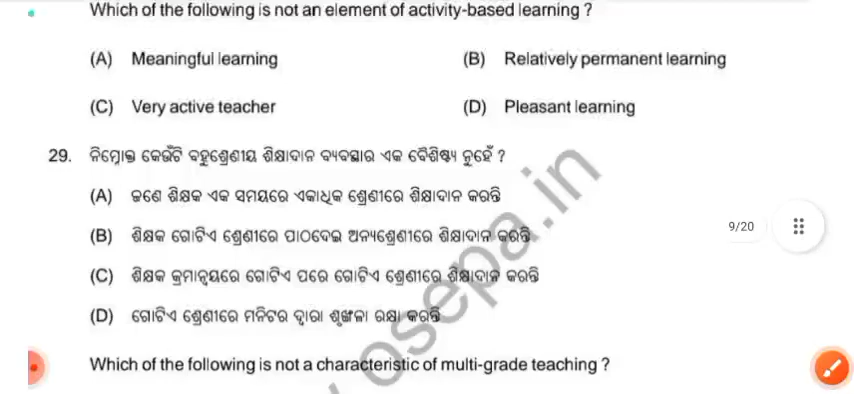 Which of the following is not an element of activity-based learning ?
(A) Meaningful learning (B) Relatively permanent learning
(C) Very active teacher (D) Pleasant learning
29. ନିମ୍ନୋକ୍ତ କେଉଁଟି ବହୁଶ୍ରେଣୀୟ ଶିକ୍ଷାଦାନ ବ୍ୟବସ୍ଥାର ଏକ ବୈଶିଷ୍ଟ୍ୟ ନୁହେଁ ?
(A) ଜଣେ ଶିକ୍ଷକ ଏକ ସମୟରେ ଏକାଧିକ ଶ୍ରେଣୀରେ ଶିକ୍ଷାଦାନ କରନ୍ତି
(B) ଶିକ୍ଷକ ଗୋଟିଏ ଶ୍ରେଣୀରେ ପାଠଦେଇ ଅନ୍ୟଶ୍ରେଣୀରେ ଶିକ୍ଷାଦାନ କରନ୍ତି
9/20
(C) ଶିକ୍ଷକ କ୍ରମାନ୍ୱୟରେ ଗୋଟିଏ ପରେ ଗୋଟିଏ ଶ୍ରେଣୀରେ ଶିକ୍ଷାଦାନ କରନ୍ତି
(D) ଗୋଟିଏ ଶ୍ରେଣୀରେ ମନିଟର ଦ୍ୱାରା ଶୃଙ୍ଖଳା ରକ୍ଷା କରନ୍ତି
Which of the following is not a characteristic of multi-grade teaching ?
osepa.in